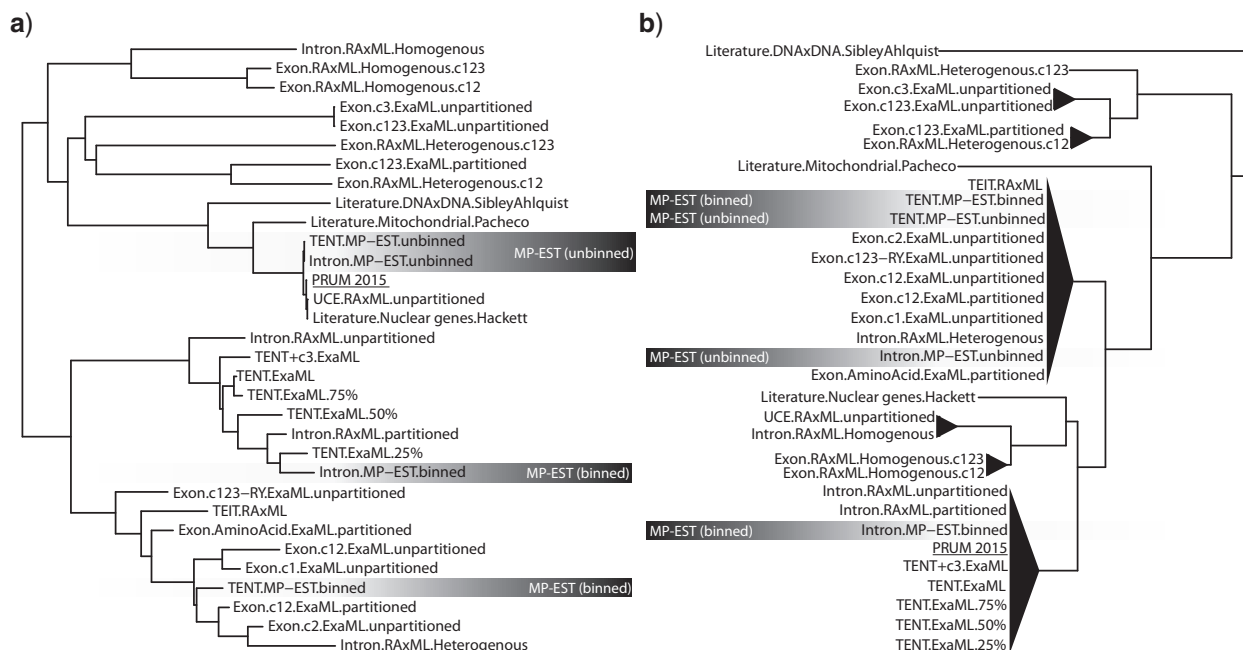 a)
Intron.RAxML.Homogenous
Exon.RAxML.Homogenous.c123
Exon.RAxML.Homogenous.c12
Exon.c3.ExaML.unpartitioned
Exon.c123.ExaML.unpartitioned
Exon.RAxML.Heterogenous.c123
Exon.c123.ExaML.partitioned
Exon.RAxML.Heterogenous.c12
Literature.DNAxDNA.SibleyAhlquist
Literature.Mitochondrial.Pacheco
TENT.MP−EST.unbinned
MP-EST (unbinned)
Intron.MP−EST.unbinned
PRUM 2015
UCE.RAxML.unpartitioned
Literature.Nuclear genes.Hackett
Intron.RAxML.unpartitioned
TENT+c3.ExaML
TENT.ExaML
TENT.ExaML.75%
TENT.ExaML.50%
Intron.RAxML.partitioned
TENT.ExaML.25%
Intron.MP−EST.binned MP-EST (binned)
Exon.c123−RY.ExaML.unpartitioned
TEIT.RAxML
Exon.AminoAcid.ExaML.partitioned
Exon.c12.ExaML.unpartitioned
Exon.c1.ExaML.unpartitioned
TENT.MP−EST.binned MP-EST (binned)
Exon.c12.ExaML.partitioned
Exon.c2.ExaML.unpartitioned
Intron.RAxML.Heterogenous
b)
Literature.DNAxDNA.SibleyAhlquist
Exon.RAxML.Heterogenous.c123
Exon.c3.ExaML.unpartitioned
Exon.c123.ExaML.unpartitioned
Exon.c123.ExaML.partitioned
Exon.RAxML.Heterogenous.c12
Literature.Mitochondrial.Pacheco
TEIT.RAxML
MP-EST (binned) TENT.MP−EST.binned
MP-EST (unbinned) TENT.MP−EST.unbinned
Exon.c2.ExaML.unpartitioned
Exon.c123−RY.ExaML.unpartitioned
Exon.c12.ExaML.unpartitioned
Exon.c12.ExaML.partitioned
Exon.c1.ExaML.unpartitioned
Intron.RAxML.Heterogenous
MP-EST (unbinned) Intron.MP−EST.unbinned
Exon.AminoAcid.ExaML.partitioned
Literature.Nuclear genes.Hackett
UCE.RAxML.unpartitioned
Intron.RAxML.Homogenous
Exon.RAxML.Homogenous.c123
Exon.RAxML.Homogenous.c12
Intron.RAxML.unpartitioned
Intron.RAxML.partitioned
MP-EST (binned) Intron.MP−EST.binned
PRUM 2015
TENT+c3.ExaML
TENT.ExaML
TENT.ExaML.75%
TENT.ExaML.50%
TENT.ExaML.25%